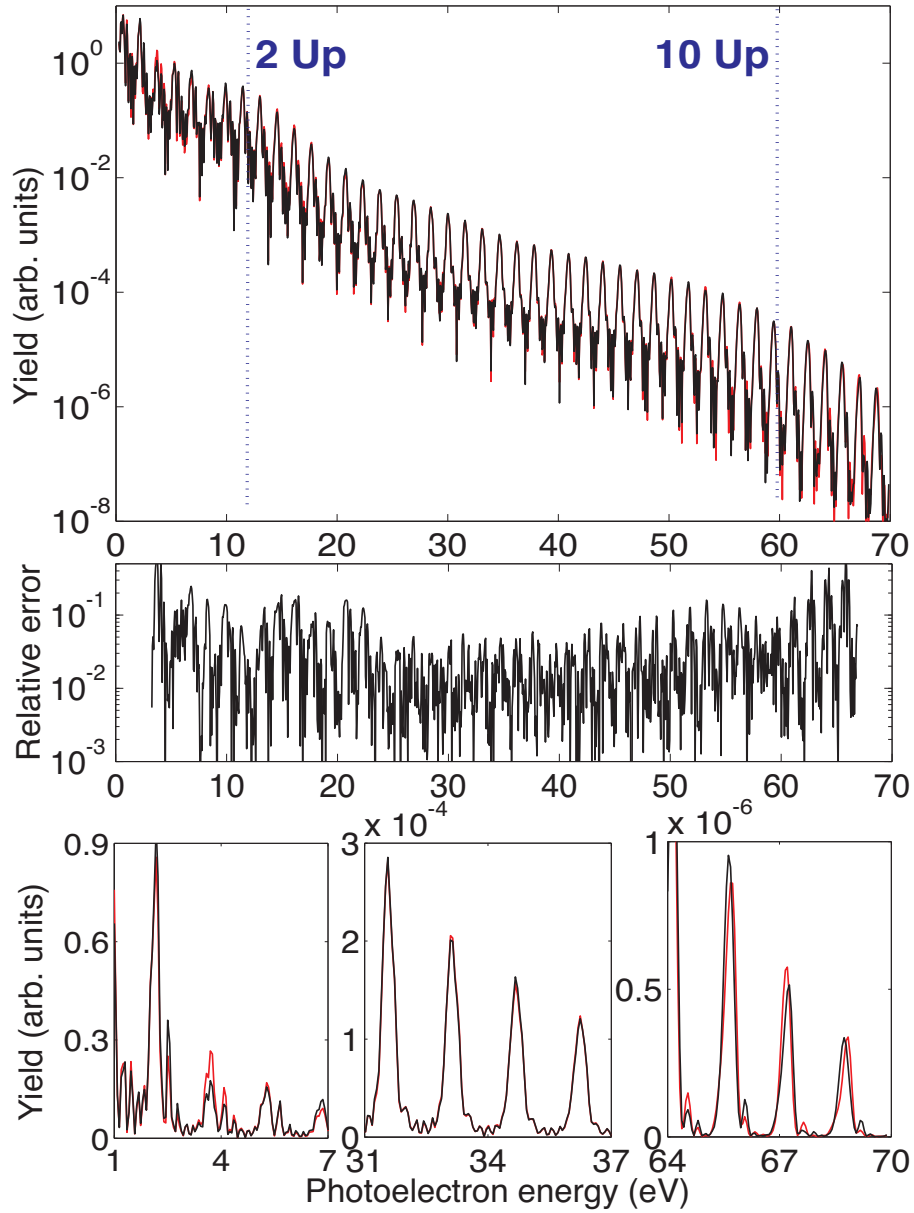 2 Up
10 Up
10^0
10^-2
10^-4
10^-6
10^-8
Yield (arb. units)
0 10 20 30 40 50 60 70
Relative error
10^-1
10^-2
10^-3
0 10 20 30 40 50 60 70
Yield (arb. units)
0.9
0.6
0.3
0
1 4 7
x 10^-4
3
2
1
0
31 34 37
x 10^-6
1
0.5
0
64 67 70
Photoelectron energy (eV)